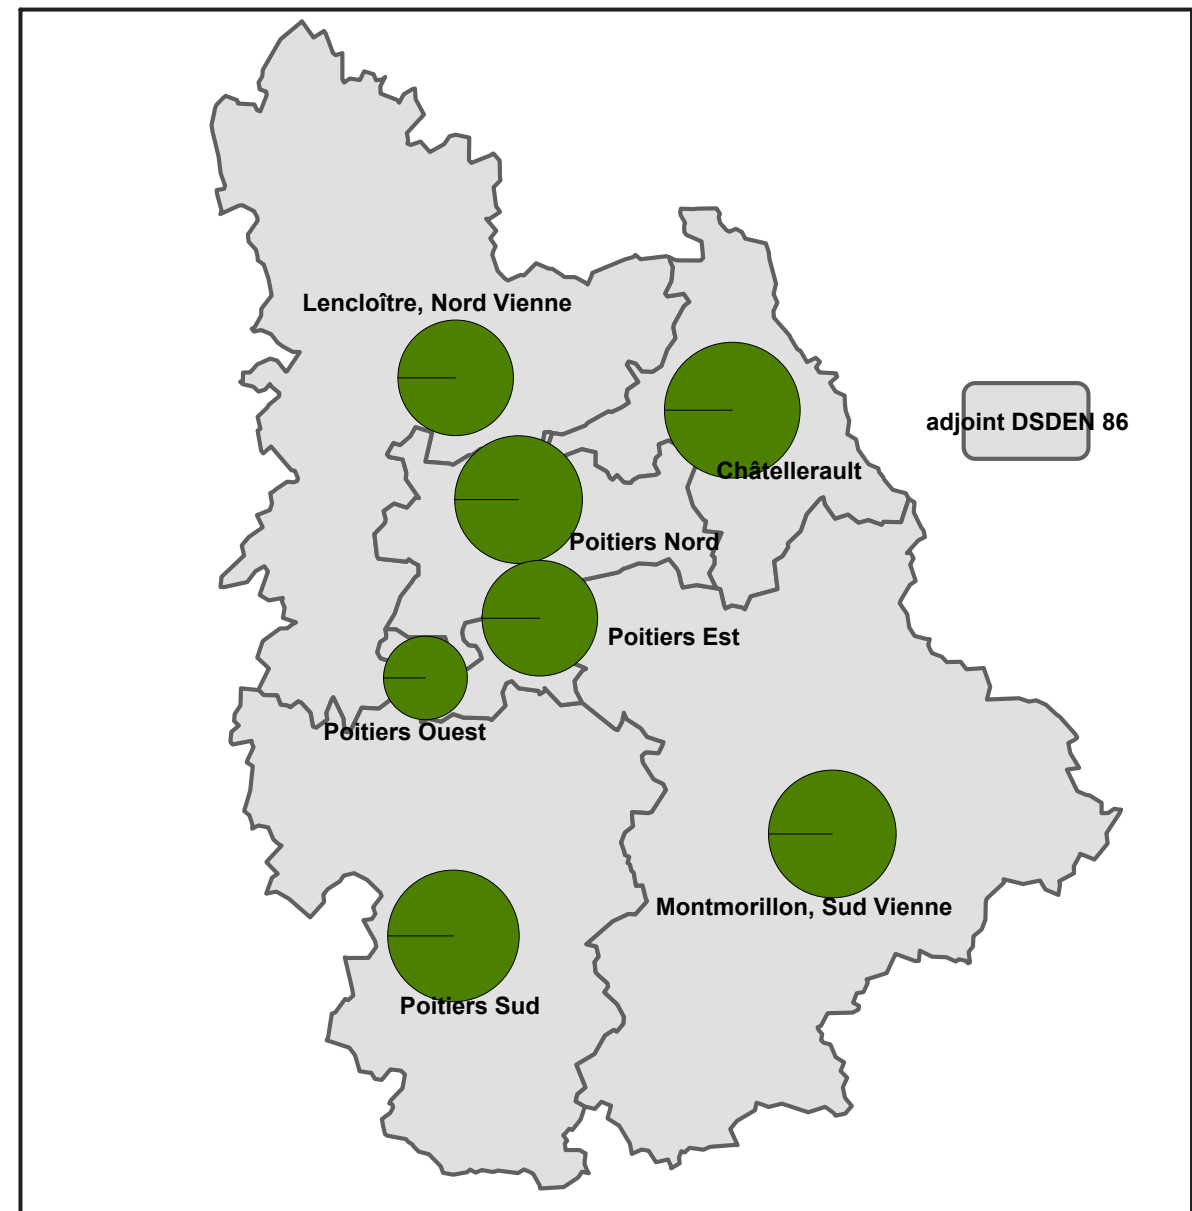 Lencloître, Nord Vienne
adjoint DSDEN 86
Châtellerault
Poitiers Nord
Poitiers Est
Poitiers Ouest
Montmorillon, Sud Vienne
Poitiers Sud